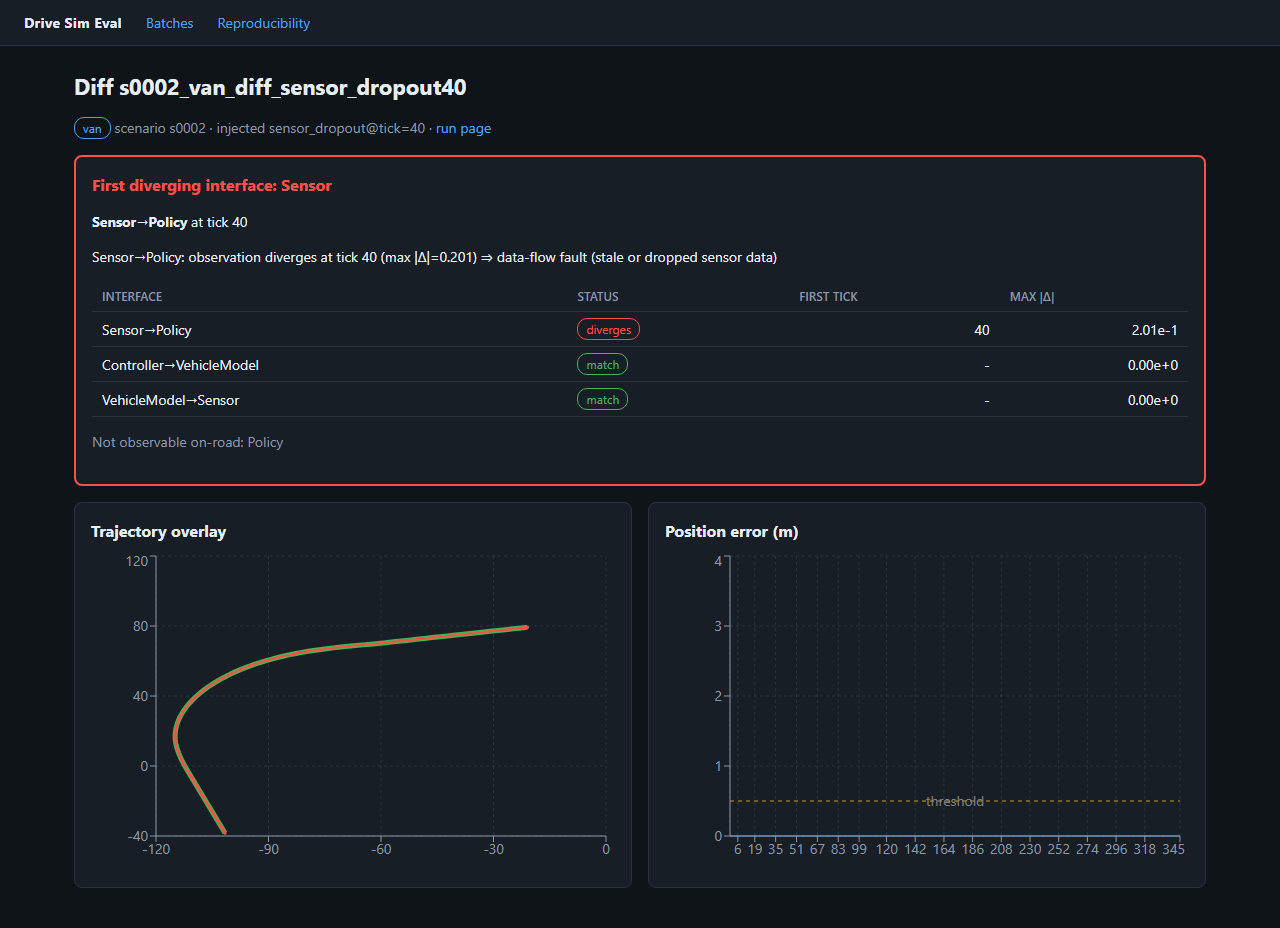 Drive Sim Eval Batches Reproducibility
Diff s0002_van_diff_sensor_dropout40
van scenario s0002 · injected sensor_dropout@tick=40 · run page
First diverging interface: Sensor
Sensor→Policy at tick 40
Sensor→Policy: observation diverges at tick 40 (max |Δ|=0.201) ⇒ data-flow fault (stale or dropped sensor data)
INTERFACE STATUS FIRST TICK MAX |Δ|
Sensor→Policy diverges 40 2.01e-1
Controller→VehicleModel match - 0.00e+0
VehicleModel→Sensor match - 0.00e+0
Not observable on-road: Policy
Trajectory overlay
120
80
40
0
-40
-120 -90 -60 -30 0
Position error (m)
4
3
2
1
threshold
0
6 19 35 51 67 83 99 120 142 164 186 208 230 252 274 296 318 345